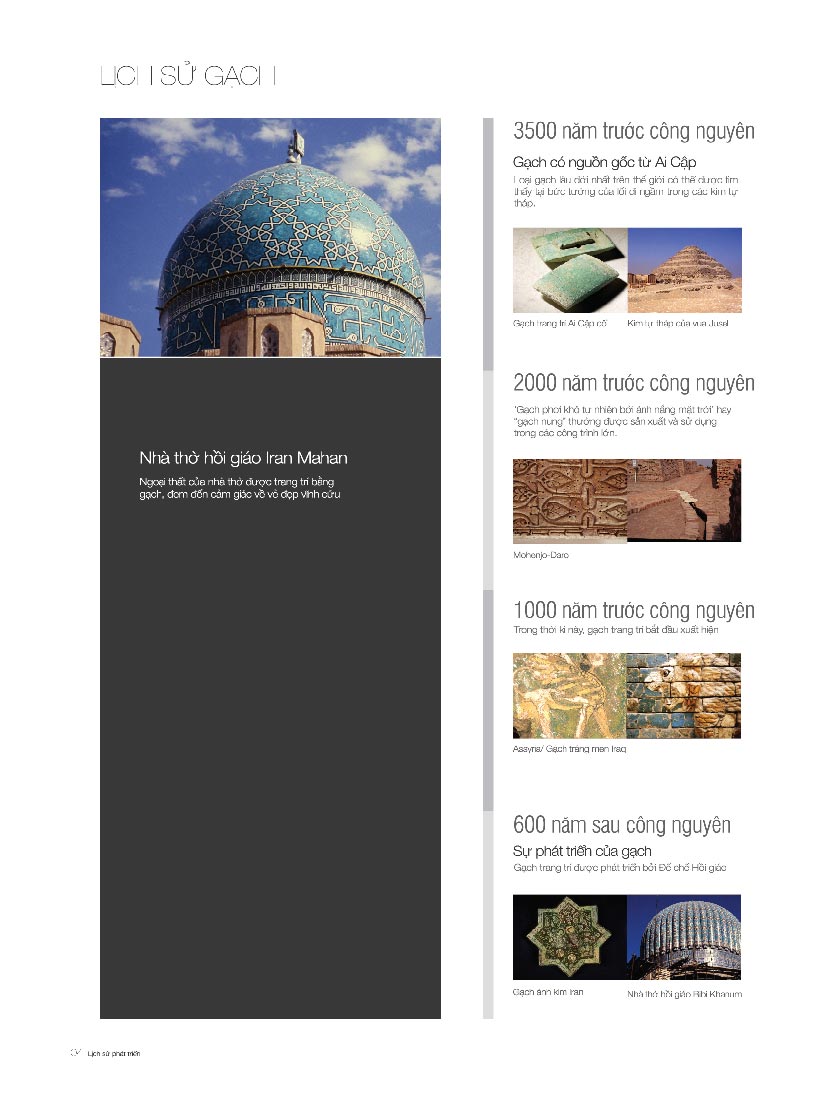 LỊCH SỬ GẠCH
Nhà thờ hồi giáo Iran Mahan
Ngoại thất của nhà thờ được trang trí bằng
gạch, đem đến cảm giác về vẻ đẹp vĩnh cửu
3500 năm trước công nguyên
Gạch có nguồn gốc từ Ai Cập
Loại gạch lâu đời nhất trên thế giới có thể được tìm
thấy tại bức tường của lối đi ngầm trong các kim tự
tháp.
Gạch trang trí Ai Cập cổ
Kim tự tháp của vua Jusel
2000 năm trước công nguyên
'Gạch phơi khô tự nhiên bởi ánh nắng mặt trời' hay
"gạch nung" thường được sản xuất và sử dụng
trong các công trình lớn.
Mohenjo-Daro
1000 năm trước công nguyên
Trong thời kì này, gạch trang trí bắt đầu xuất hiện
Assyria/ Gạch tráng men Iraq
600 năm sau công nguyên
Sự phát triển của gạch
Gạch trang trí được phát triển bởi Đế chế Hồi giáo
Gạch ánh kim Iran
Nhà thờ hồi giáo Bibi Khanum
Lịch sử phát triển